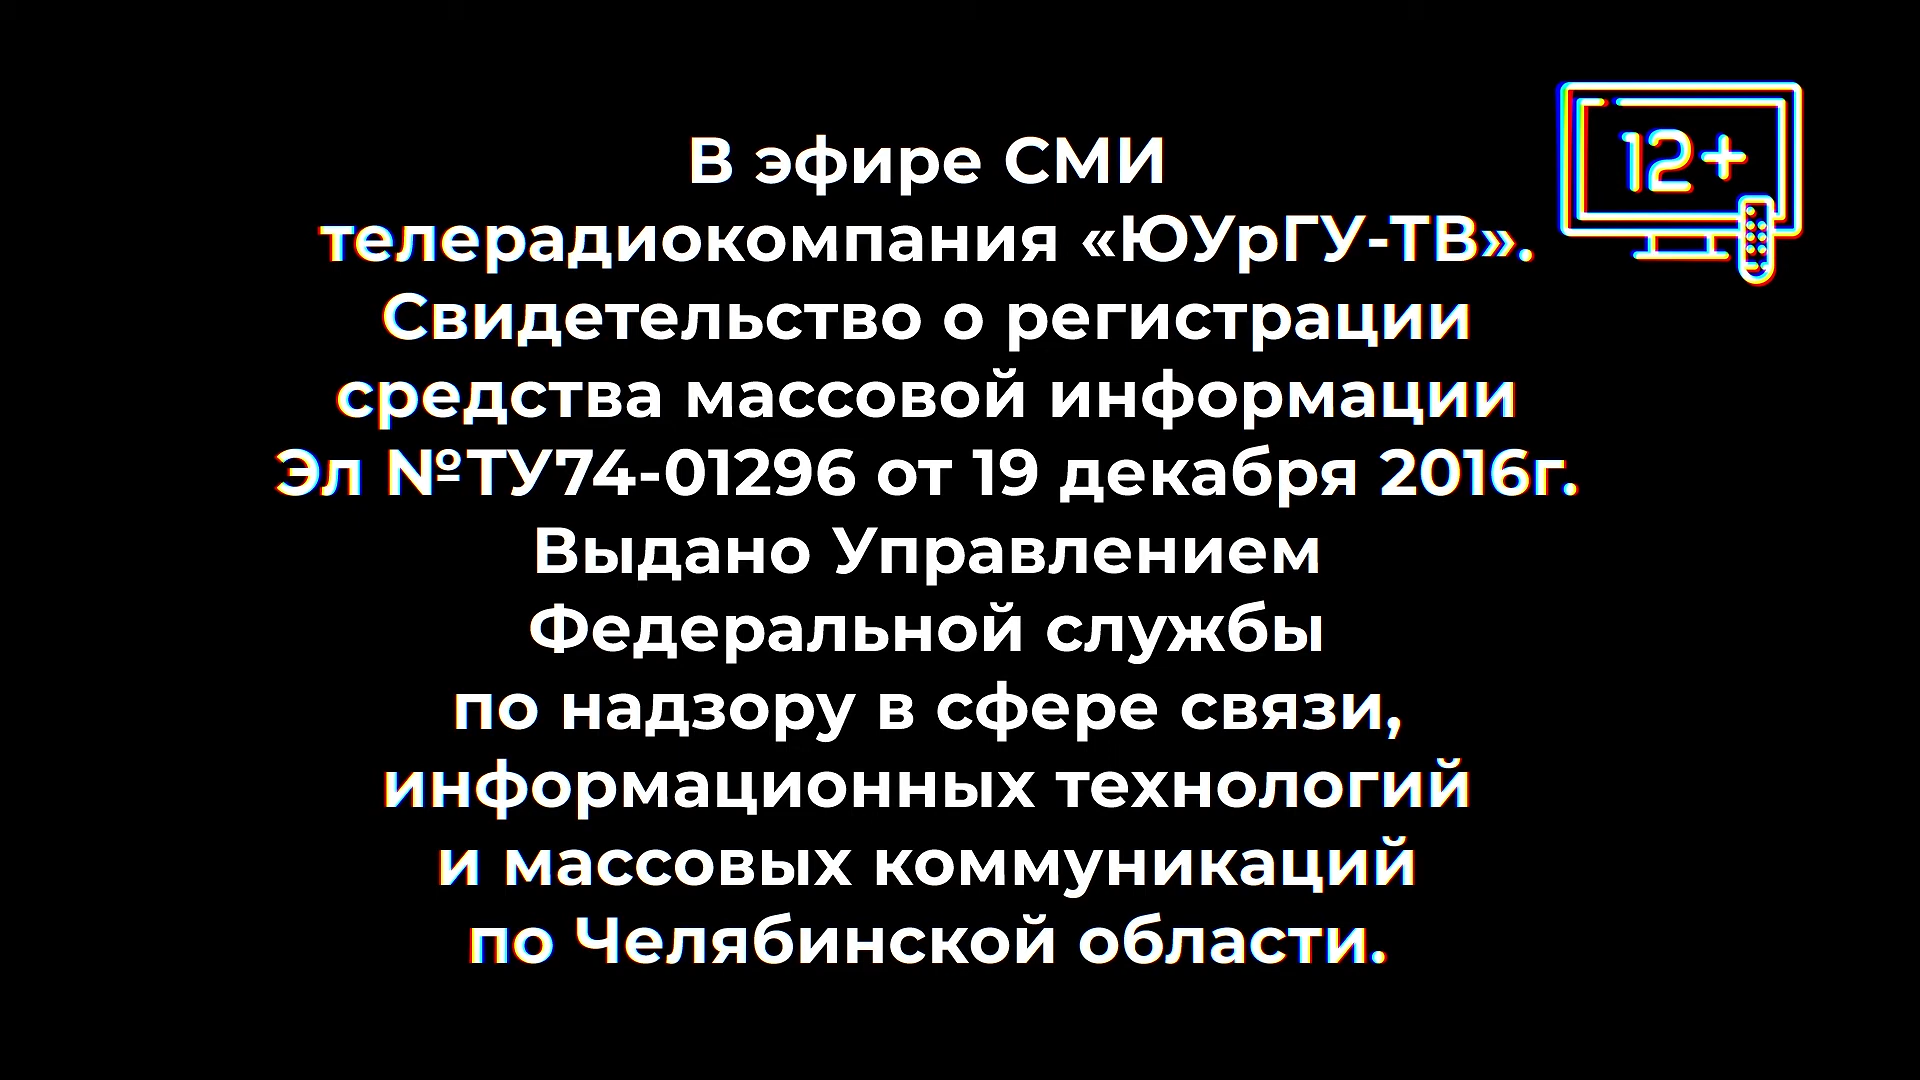 В эфире СМИ
телерадиокомпания «ЮУрГУ-ТВ».
Свидетельство о регистрации
средства массовой информации
Эл №ТУ74-01296 от 19 декабря 2016г.
Выдано Управлением
Федеральной службы
по надзору в сфере связи,
информационных технологий
и массовых коммуникаций
по Челябинской области.
12+